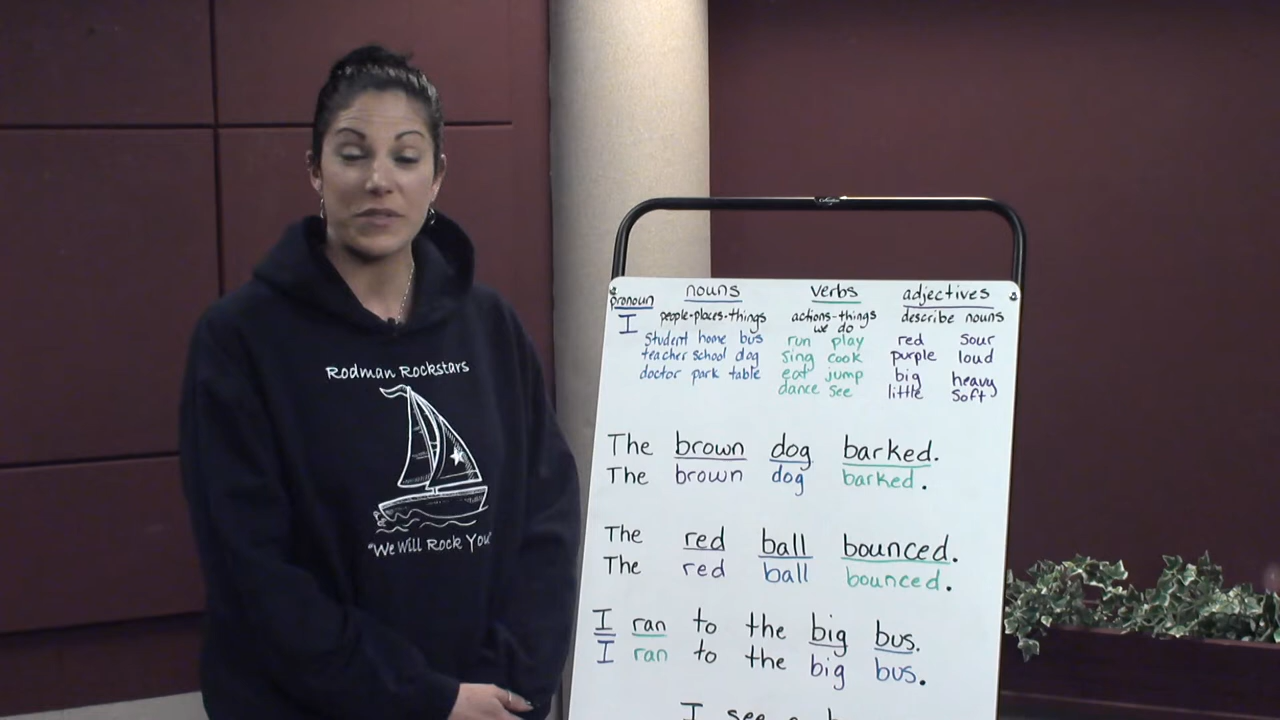 Rodman Rockstars
"We Will Rock You"
pronoun nouns verbs adjectives
I people-places-things actions-things we do describe nouns
student home bus run play red sour
teacher school dog sing cook purple loud
doctor park table eat jump big heavy
dance see little soft
The brown dog barked.
The brown dog barked.
The red ball bounced.
The red ball bounced.
I ran to the big bus.
I ran to the big bus.
I see a